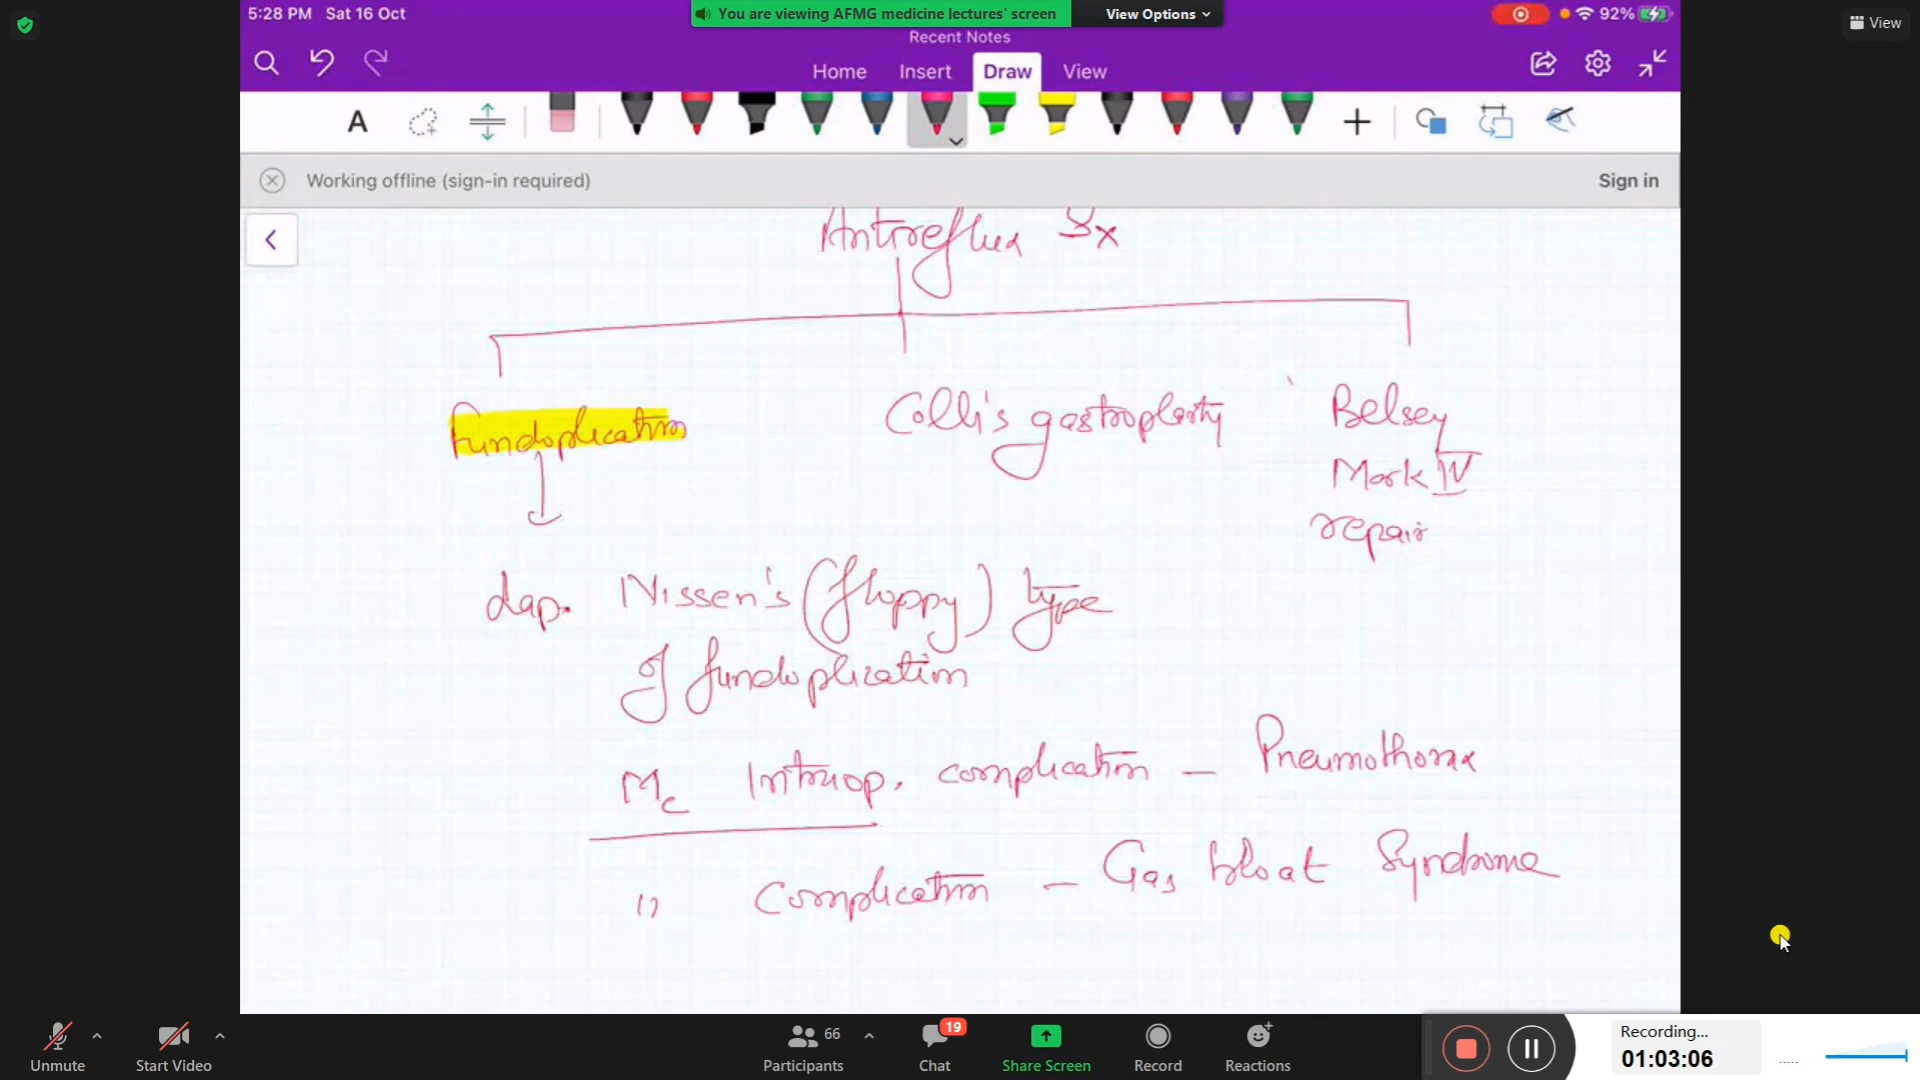 5:28 PM Sat 16 Oct
You are viewing AFMG medicine lectures' screen
View Options
92%
View
Recent Notes
Home Insert Draw View
A
Working offline (sign-in required)
Sign in
Antireflux Sx
Fundoplication
Colli's gastroplasty
Belsey
Mark IV
repair
Lap. Nissen's (floppy) type
of fundoplication
Mc Intraop. complication - Pneumothorax
" Complication - Gas bloat Syndrome
Unmute
Start Video
66
Participants
19
Chat
Share Screen
Record
Reactions
Recording...
01:03:06